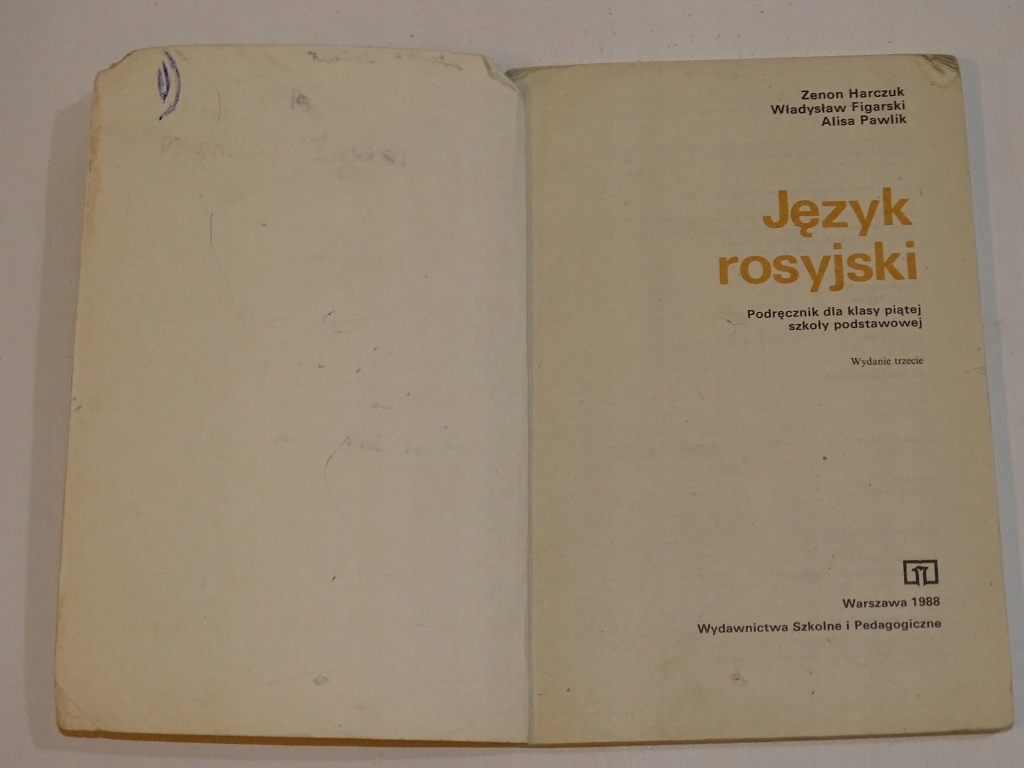 Zenon Harczuk
Władysław Figarski
Alisa Pawlik
Język
rosyjski
Podręcznik dla klasy piątej
szkoły podstawowej
Wydanie trzecie
Warszawa 1988
Wydawnictwa Szkolne i Pedagogiczne